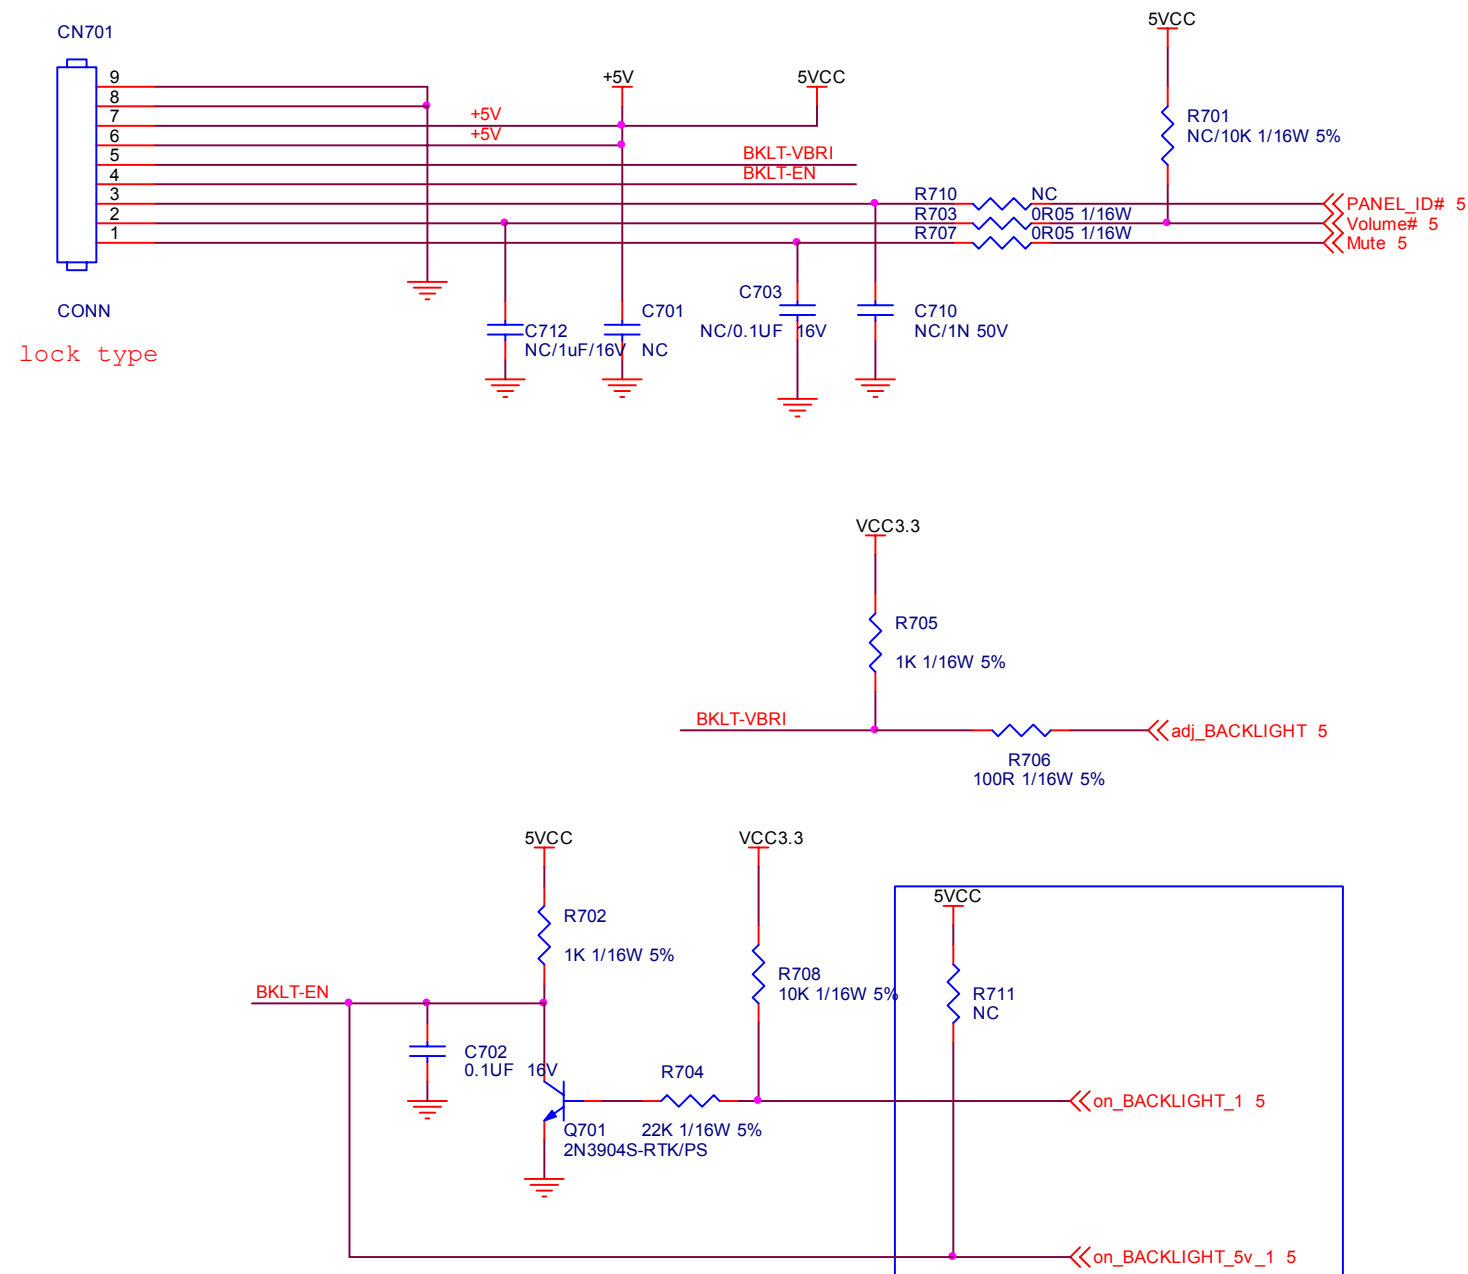 CN701
5VCC
9
8
7
6
5
4
3
2
1
+5V
5VCC
+5V
+5V
R701
NC/10K 1/16W 5%
BKLT-VBRI
BKLT-EN
R710 NC
R703 0R05 1/16W
R707 0R05 1/16W
PANEL_ID# 5
Volume# 5
Mute 5
CONN
lock type
C712
NC/1uF/16V
C701
NC
C703
NC/0.1UF 16V
C710
NC/1N 50V
VCC3.3
R705
1K 1/16W 5%
BKLT-VBRI
adj_BACKLIGHT 5
R706
100R 1/16W 5%
5VCC
VCC3.3
5VCC
R702
1K 1/16W 5%
R708
10K 1/16W 5%
R711
NC
BKLT-EN
C702
0.1UF 16V
R704
22K 1/16W 5%
Q701
2N3904S-RTK/PS
on_BACKLIGHT_1 5
on_BACKLIGHT_5v_1 5